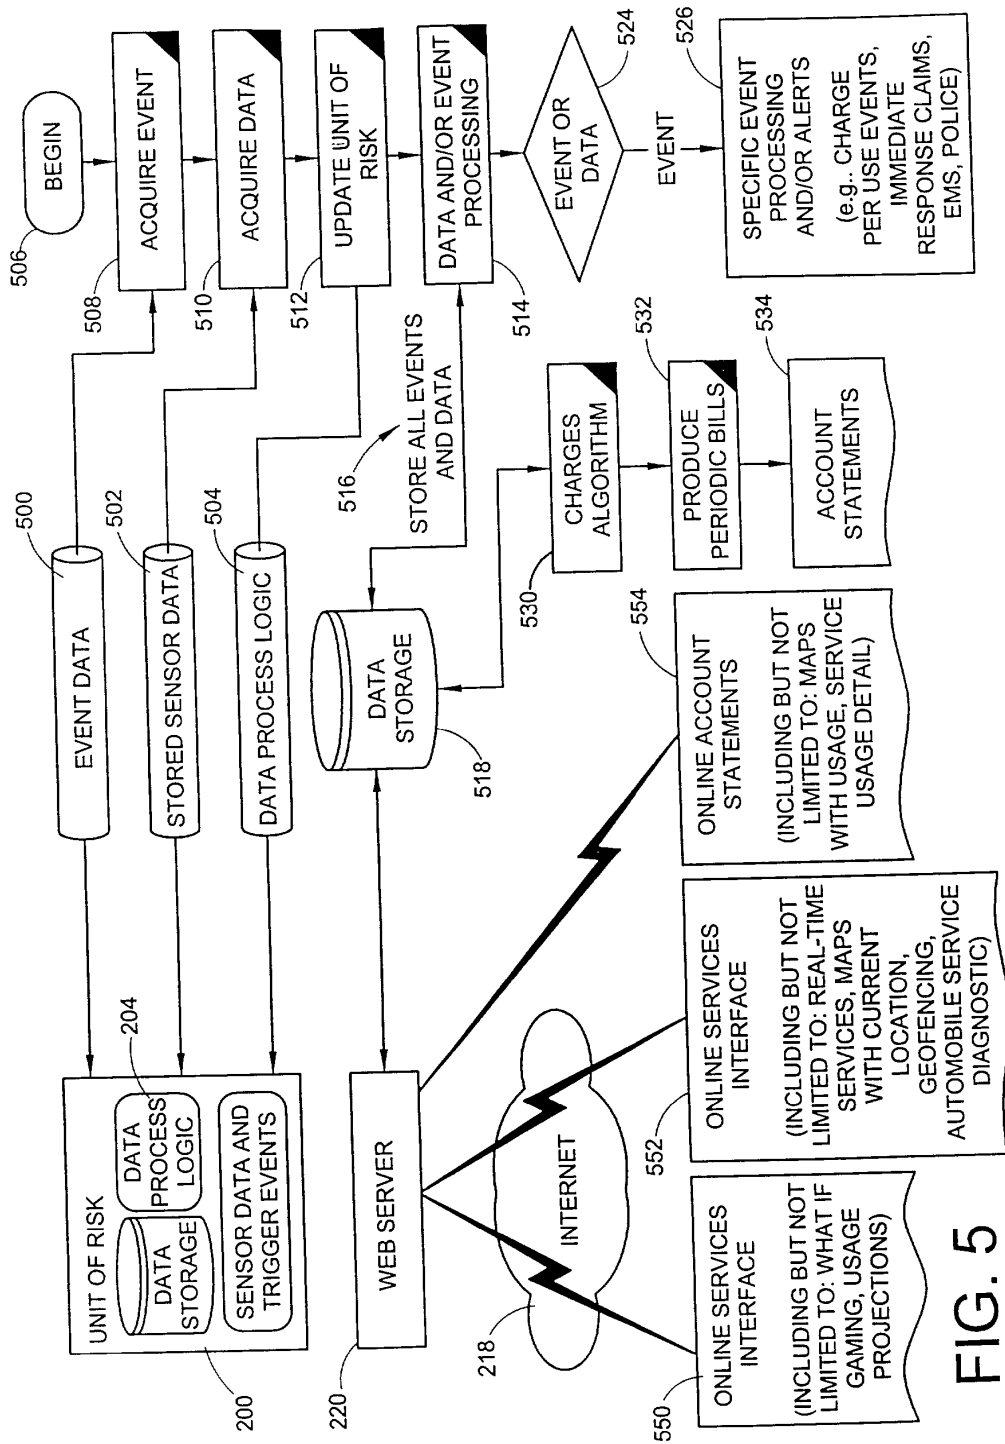 UNIT OF RISK
DATA
STORAGE
DATA
PROCESS
LOGIC
204
SENSOR DATA AND
TRIGGER EVENTS
200
EVENT DATA
500
STORED SENSOR DATA
502
DATA PROCESS LOGIC
504
506
BEGIN
508
ACQUIRE EVENT
510
ACQUIRE DATA
512
UPDATE UNIT OF
RISK
DATA AND/OR EVENT
PROCESSING
514
516
STORE ALL EVENTS
AND DATA
EVENT OR
DATA
524
EVENT
SPECIFIC EVENT
PROCESSING
AND/OR ALERTS
(e.g.. CHARGE
PER USE EVENTS,
IMMEDIATE
RESPONSE CLAIMS,
EMS, POLICE)
526
220
WEB SERVER
DATA
STORAGE
518
530
CHARGES
ALGORITHM
PRODUCE
PERIODIC BILLS
532
ACCOUNT
STATEMENTS
534
218
INTERNET
550
ONLINE SERVICES
INTERFACE
(INCLUDING BUT NOT
LIMITED TO: WHAT IF
GAMING, USAGE
PROJECTIONS)
552
ONLINE SERVICES
INTERFACE
(INCLUDING BUT NOT
LIMITED TO: REAL-TIME
SERVICES, MAPS
WITH CURRENT
LOCATION,
GEOFENCING,
AUTOMOBILE SERVICE
DIAGNOSTIC)
554
ONLINE ACCOUNT
STATEMENTS
(INCLUDING BUT NOT
LIMITED TO: MAPS
WITH USAGE, SERVICE
USAGE DETAIL)
FIG. 5